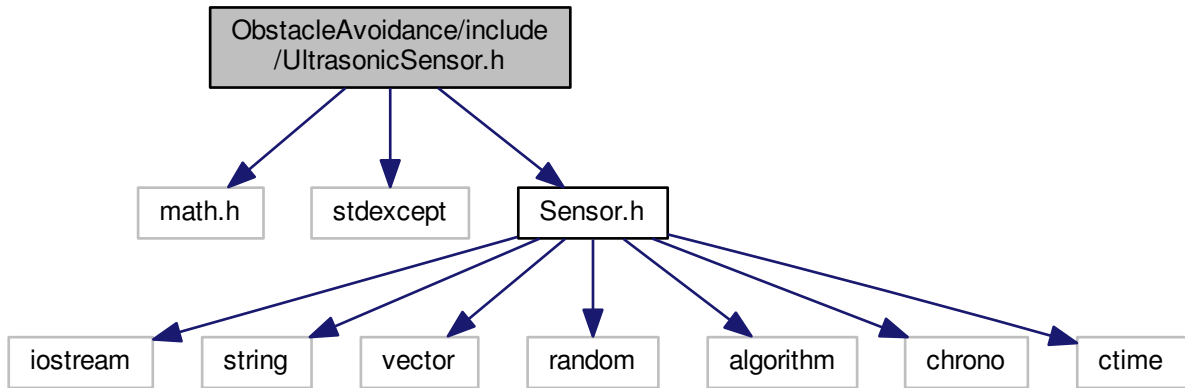 ObstacleAvoidance/include
/UltrasonicSensor.h
math.h
stdexcept
Sensor.h
iostream
string
vector
random
algorithm
chrono
ctime